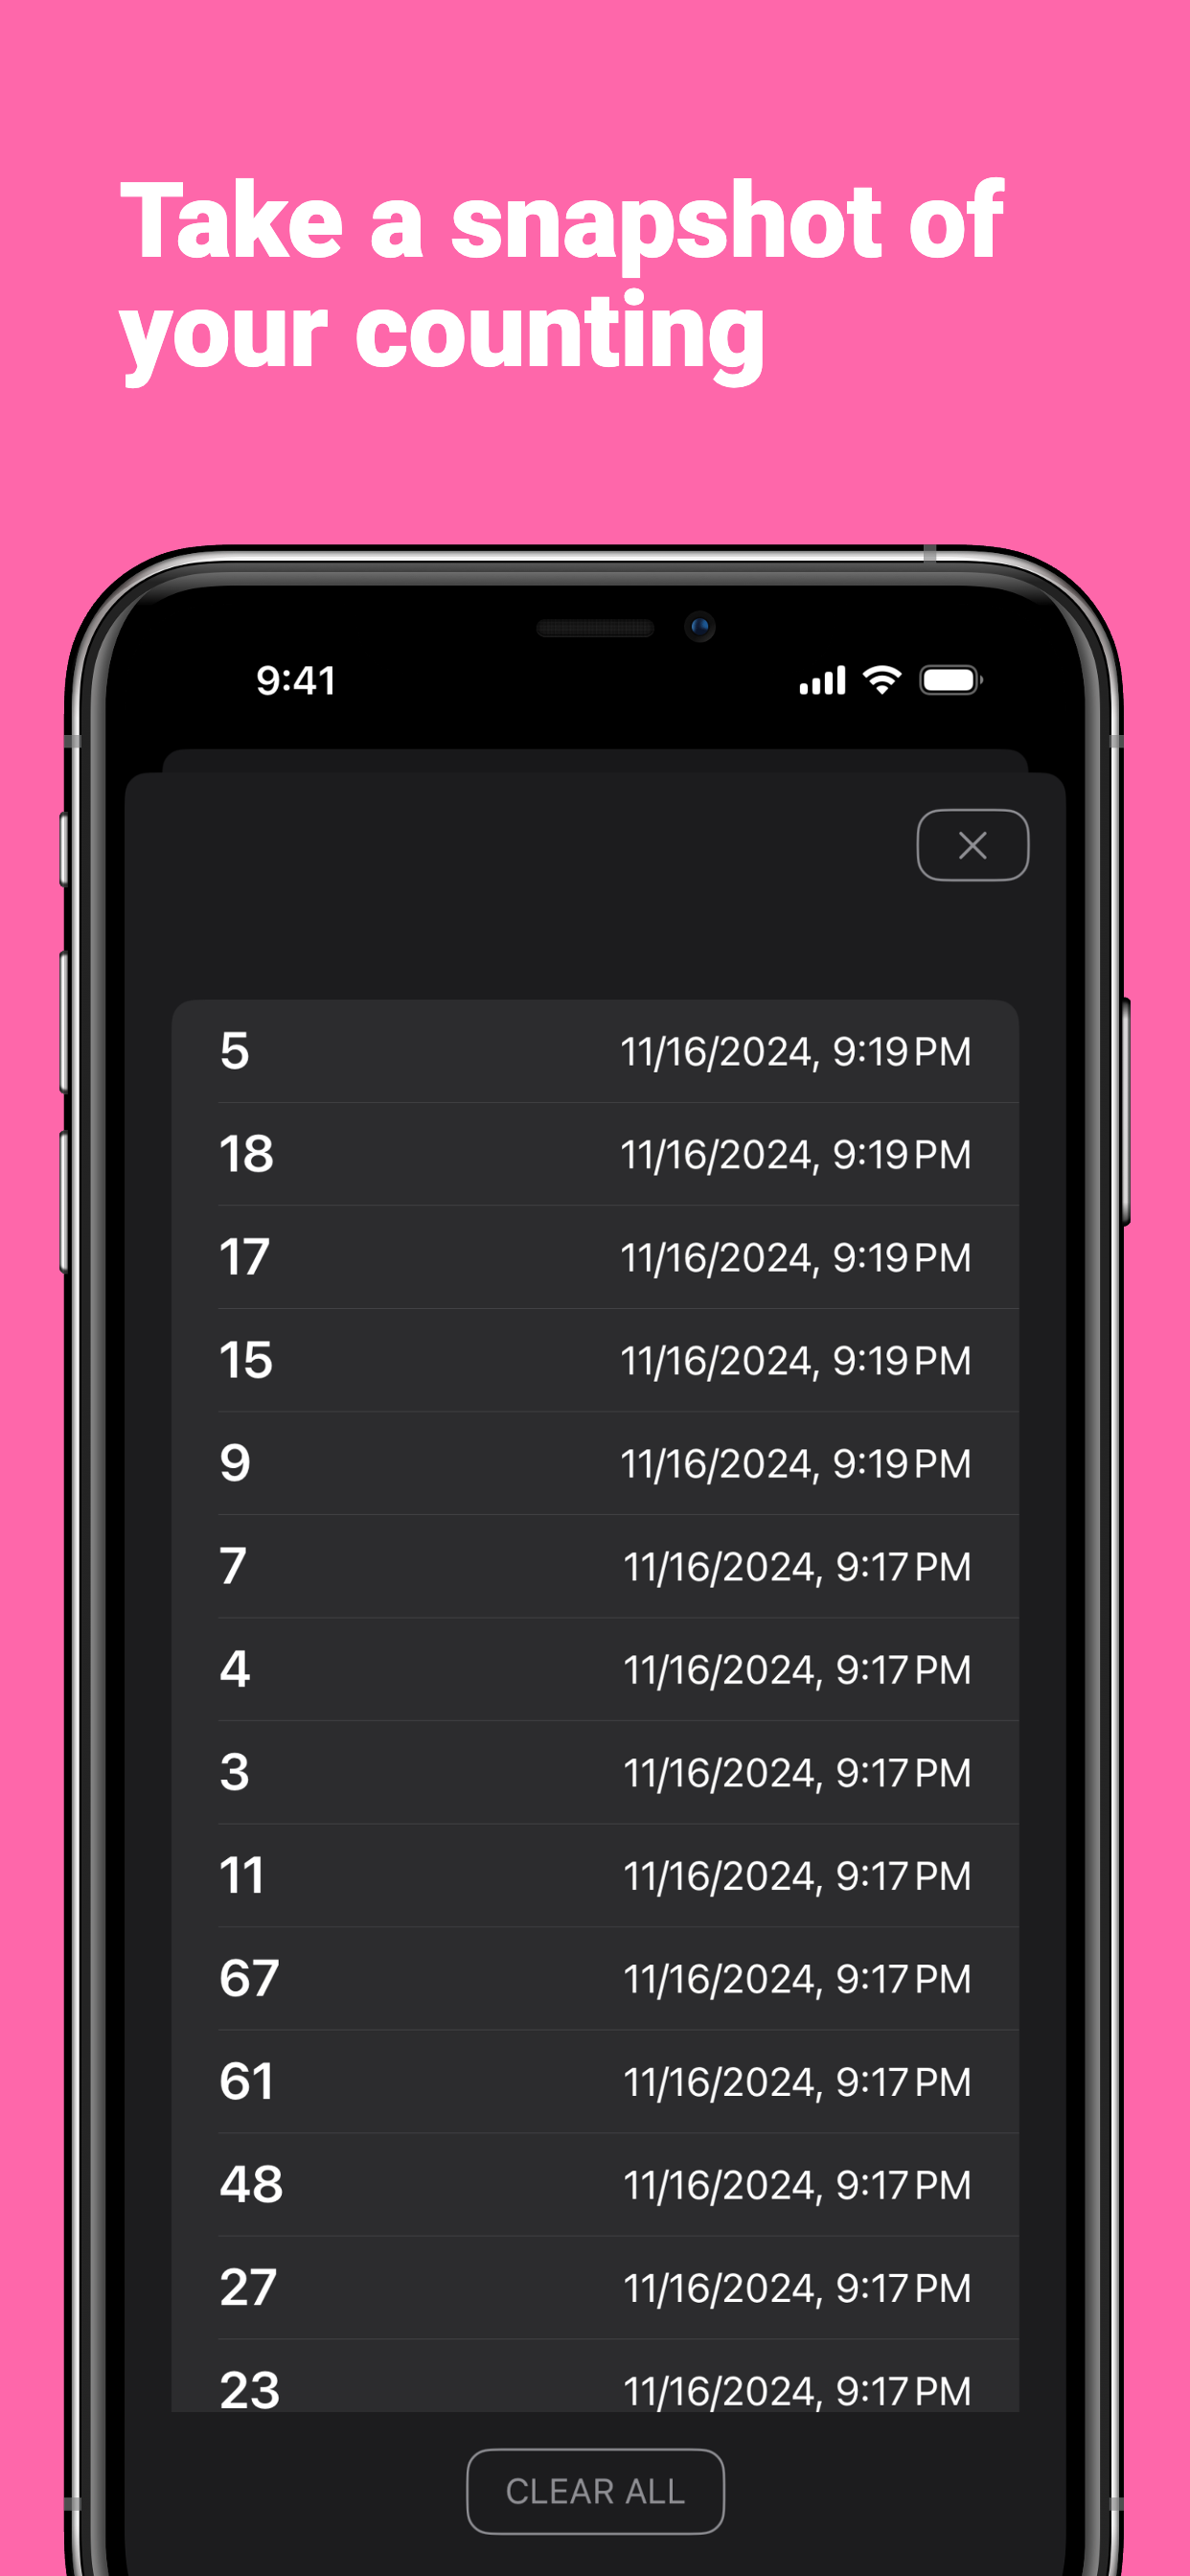 Take a snapshot of
your counting
9:41
5 11/16/2024, 9:19 PM
18 11/16/2024, 9:19 PM
17 11/16/2024, 9:19 PM
15 11/16/2024, 9:19 PM
9 11/16/2024, 9:19 PM
7 11/16/2024, 9:17 PM
4 11/16/2024, 9:17 PM
3 11/16/2024, 9:17 PM
11 11/16/2024, 9:17 PM
67 11/16/2024, 9:17 PM
61 11/16/2024, 9:17 PM
48 11/16/2024, 9:17 PM
27 11/16/2024, 9:17 PM
23 11/16/2024, 9:17 PM
CLEAR ALL